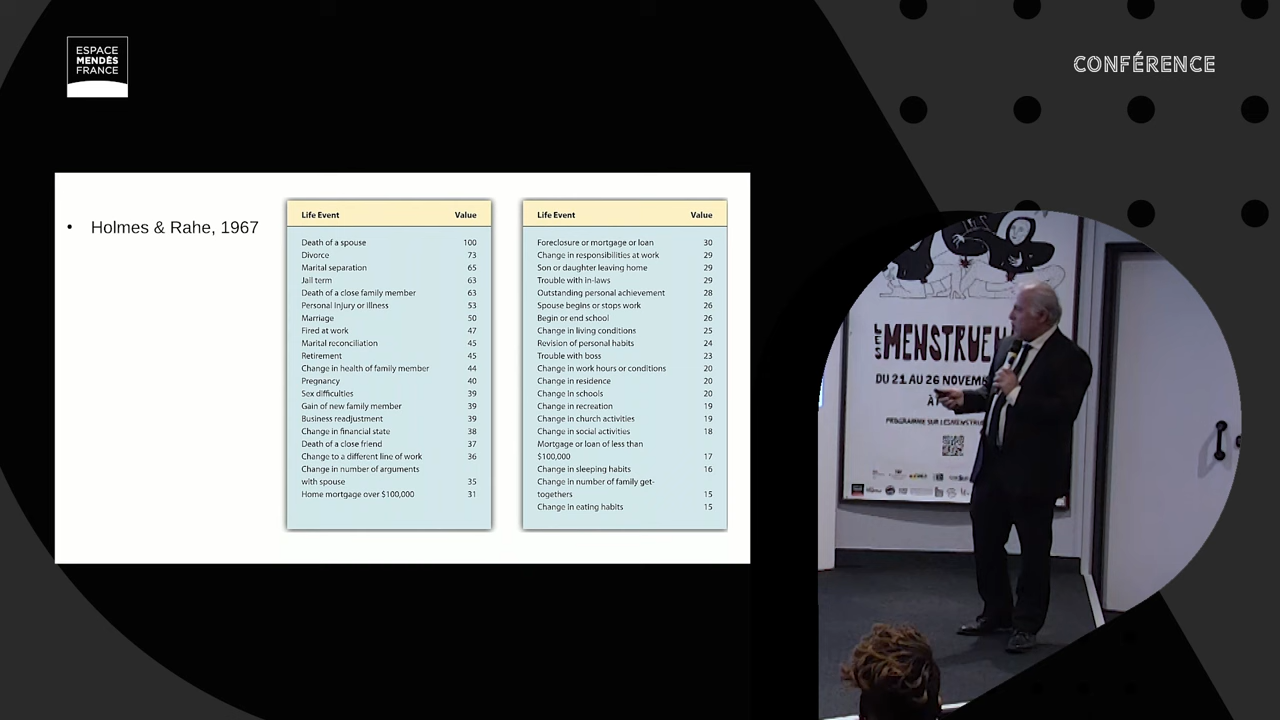 ESPACE
MENDÈS
FRANCE
CONFÉRENCE
• Holmes & Rahe, 1967
Life Event Value
Death of a spouse 100
Divorce 73
Marital separation 65
Jail term 63
Death of a close family member 63
Personal Injury or Illness 53
Marriage 50
Fired at work 47
Marital reconciliation 45
Retirement 45
Change in health of family member 44
Pregnancy 40
Sex difficulties 39
Gain of new family member 39
Business readjustment 39
Change in financial state 38
Death of a close friend 37
Change to a different line of work 36
Change in number of arguments
with spouse 35
Home mortgage over $100,000 31
Life Event Value
Foreclosure or mortgage or loan 30
Change in responsibilities at work 29
Son or daughter leaving home 29
Trouble with in-laws 29
Outstanding personal achievement 28
Spouse begins or stops work 26
Begin or end school 26
Change in living conditions 25
Revision of personal habits 24
Trouble with boss 23
Change in work hours or conditions 20
Change in residence 20
Change in schools 20
Change in recreation 19
Change in church activities 19
Change in social activities 18
Mortgage or loan of less than
$100,000 17
Change in sleeping habits 16
Change in number of family get-
togethers 15
Change in eating habits 15
LES MENSTRUEN
DU 21 AU 26 NOVEMB
PROGRAMME SUR